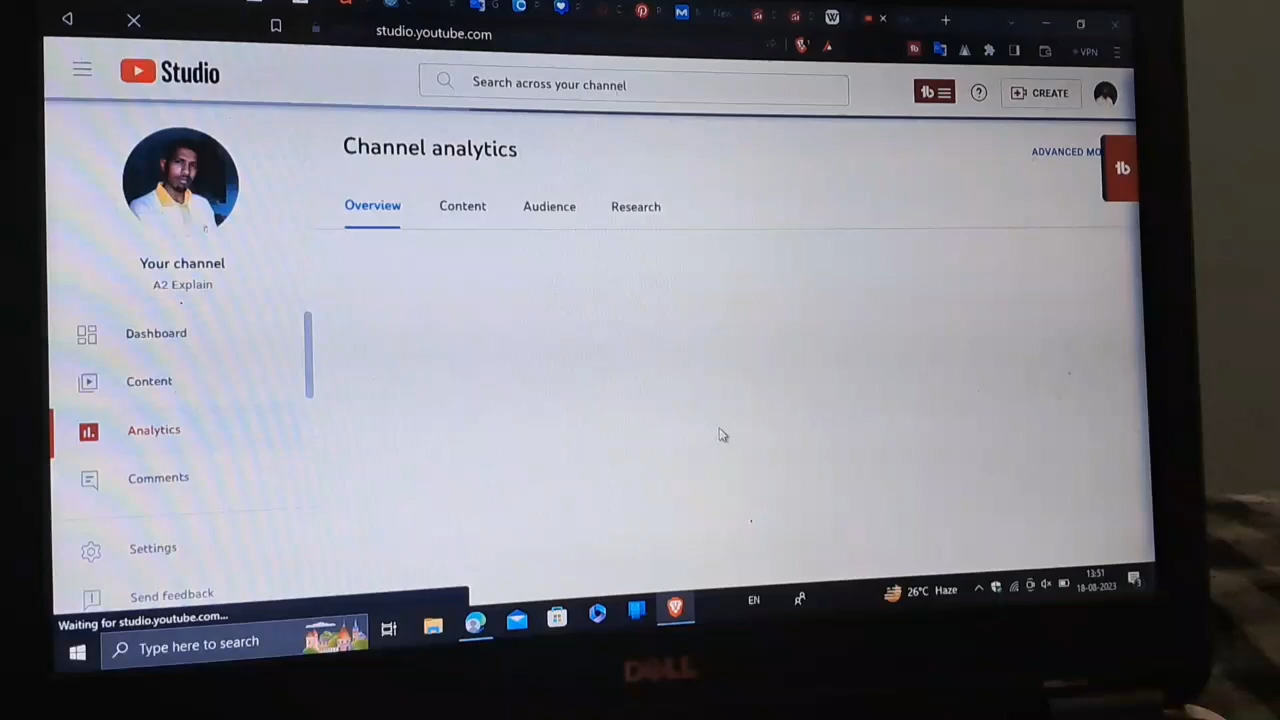 studio.youtube.com
VPN
Studio
Search across your channel
CREATE
Channel analytics
ADVANCED MO
Overview
Content
Audience
Research
Your channel
A2 Explain
Dashboard
Content
Analytics
Comments
Settings
Send feedback
Waiting for studio.youtube.com...
Type here to search
EN
26°C Haze
13:51
18-08-2023
DELL